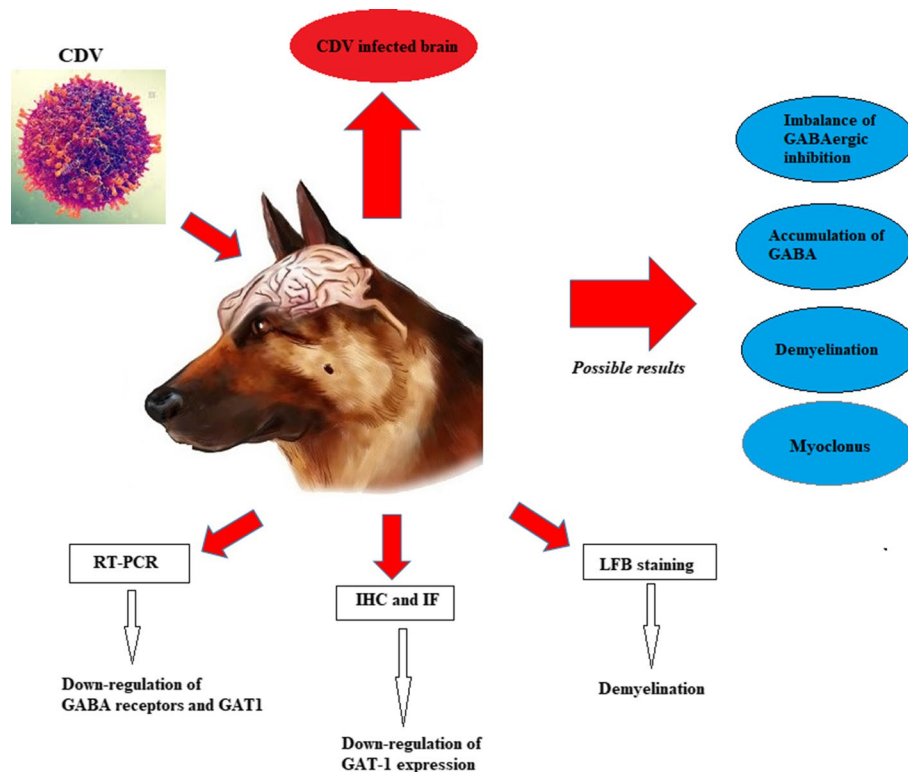 CDV
CDV infected brain
Imbalance of
GABAergic
inhibition
Accumulation of
GABA
Possible results
Demyelination
Myoclonus
RT-PCR
IHC and IF
LFB staining
Down-regulation of
GABA receptors and GAT1
Down-regulation of
GAT-1 expression
Demyelination